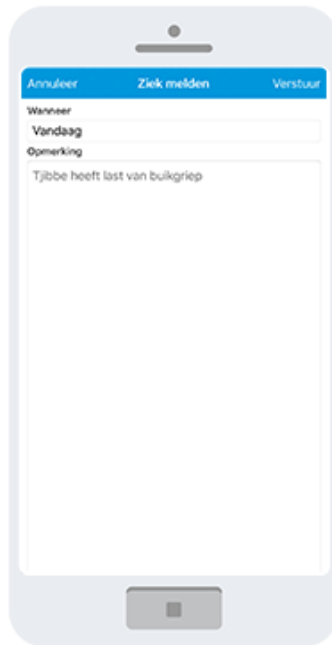 Annuleer Ziek melden Verstuur
Wanneer
Vandaag
Opmerking
Tjibbe heeft last van buikgriep